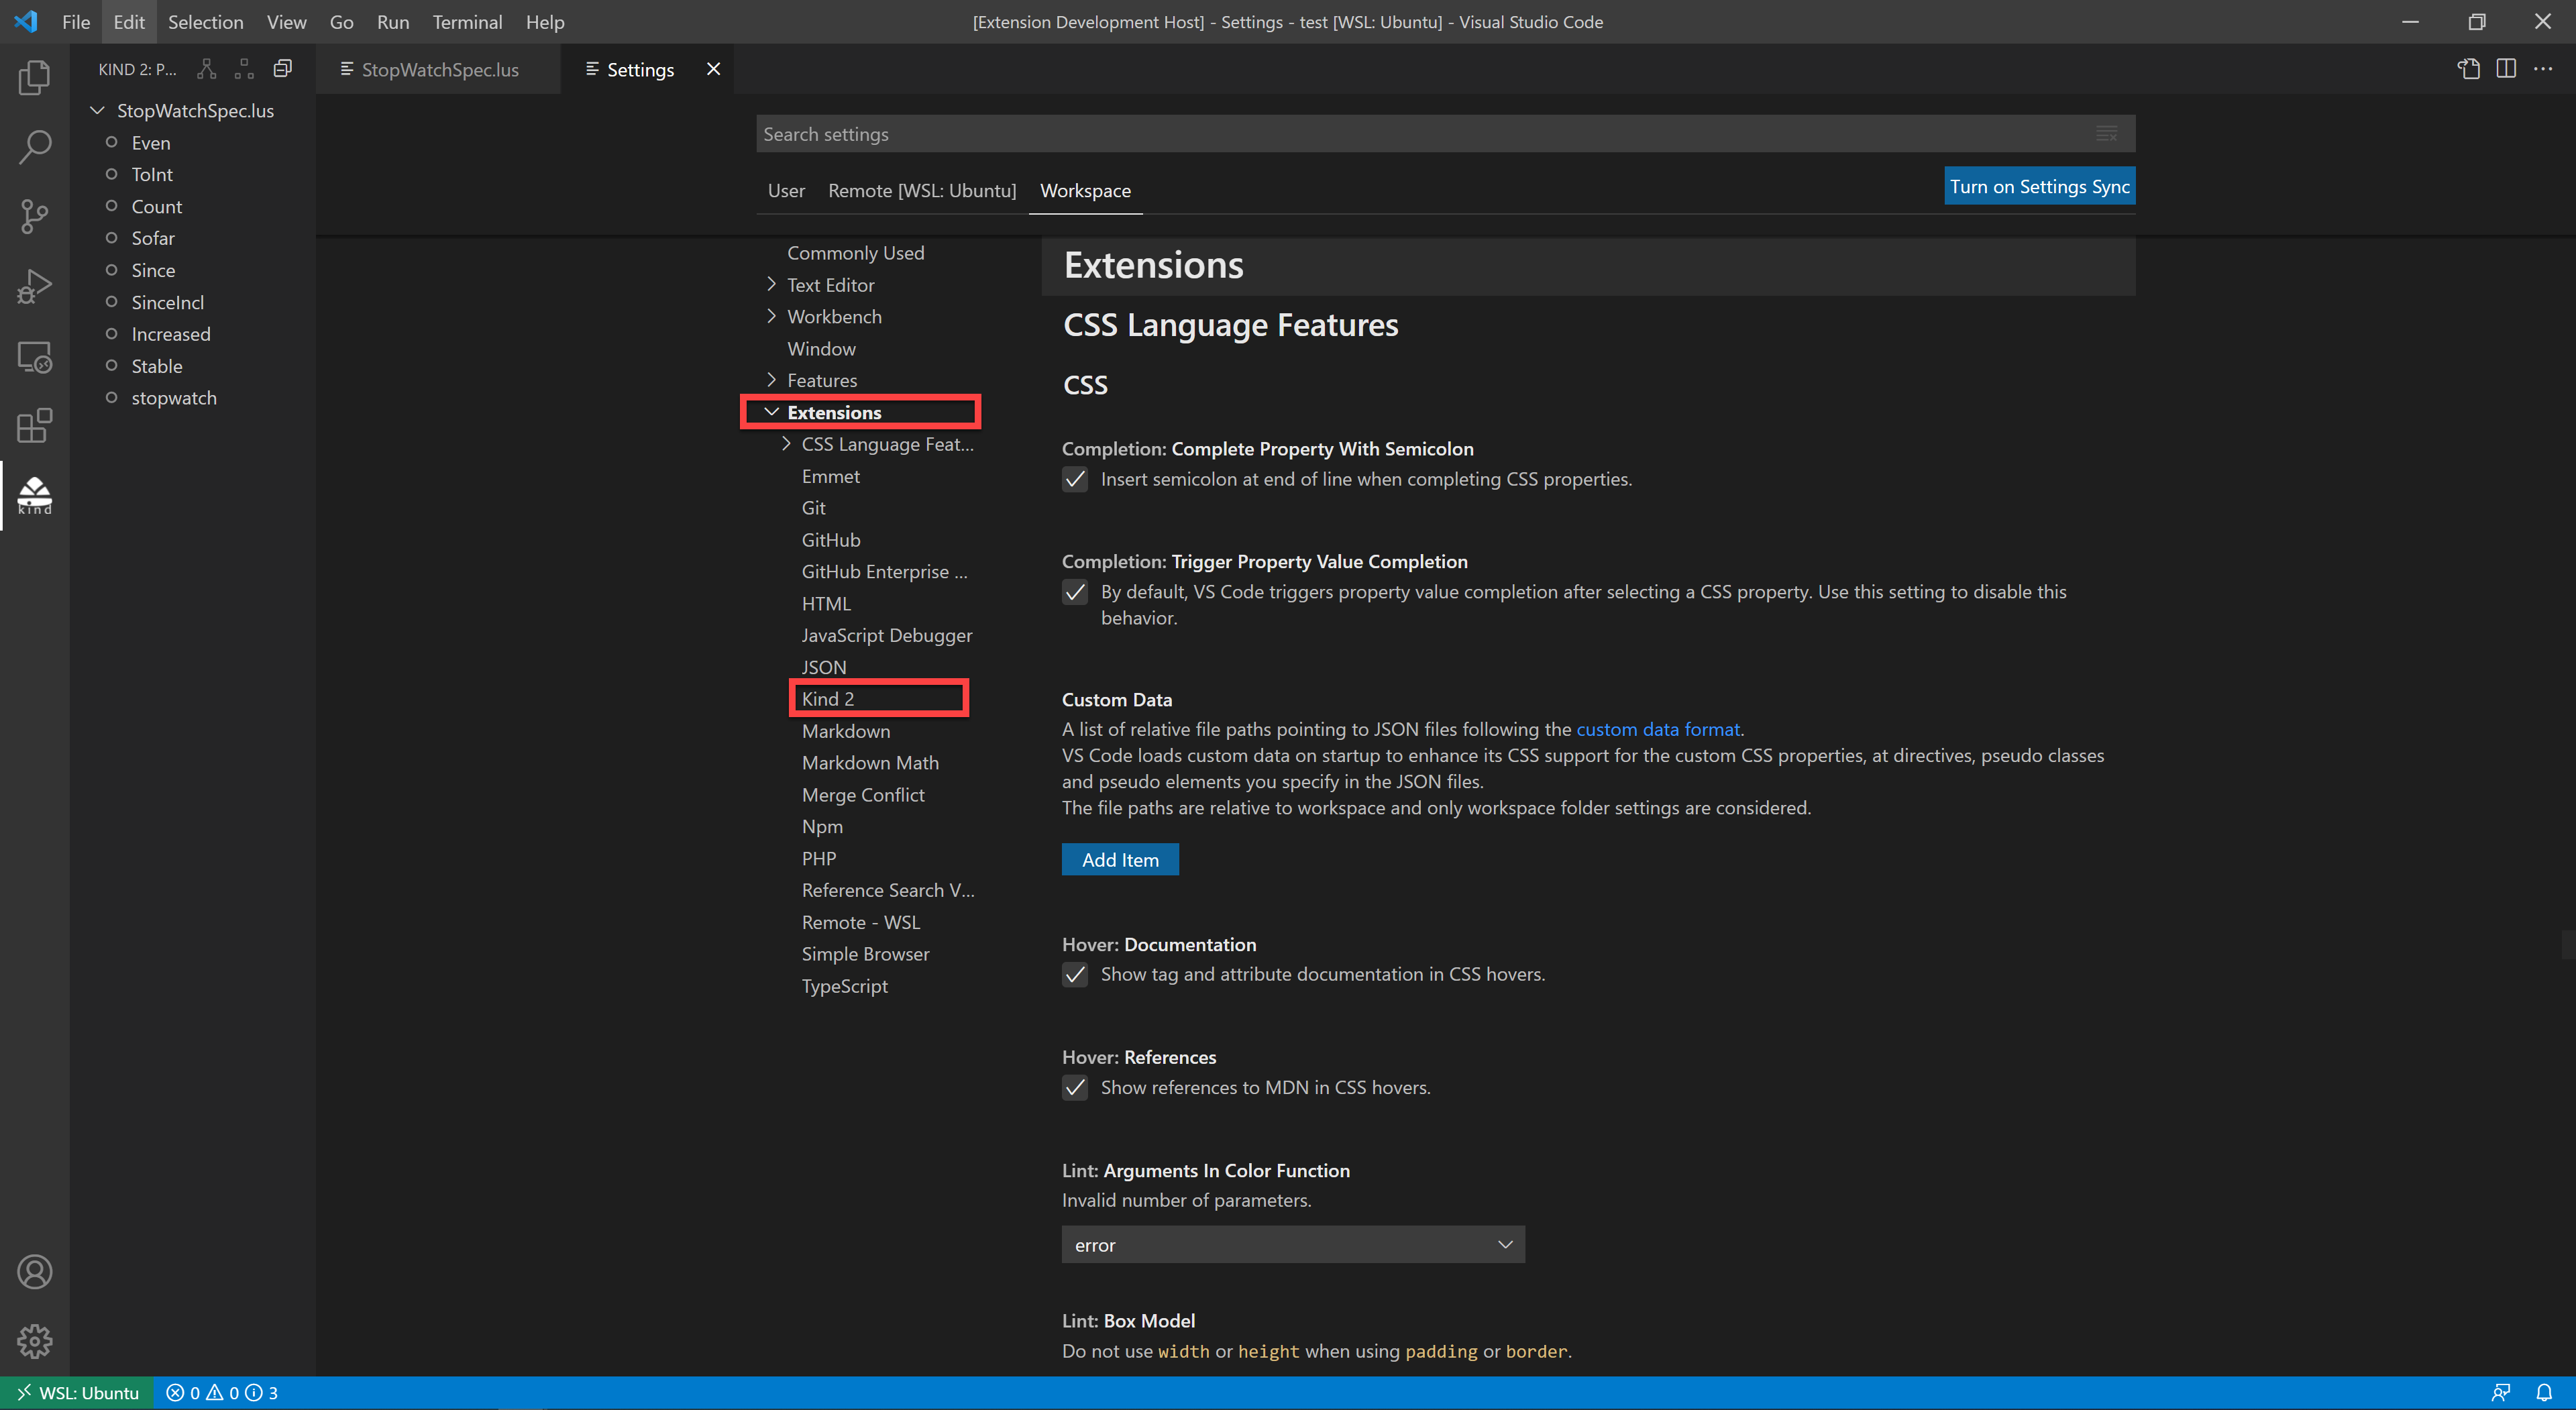 File Edit Selection View Go Run Terminal Help
[Extension Development Host] - Settings - test [WSL: Ubuntu] - Visual Studio Code
KIND 2: P...
StopWatchSpec.lus
Settings
StopWatchSpec.lus
Even
ToInt
Count
Sofar
Since
SinceIncl
Increased
Stable
stopwatch
kind
Search settings
User Remote [WSL: Ubuntu] Workspace
Turn on Settings Sync
Commonly Used
Text Editor
Workbench
Window
Features
Extensions
CSS Language Feat...
Emmet
Git
GitHub
GitHub Enterprise ...
HTML
JavaScript Debugger
JSON
Kind 2
Markdown
Markdown Math
Merge Conflict
Npm
PHP
Reference Search V...
Remote - WSL
Simple Browser
TypeScript
Extensions
CSS Language Features
CSS
Completion: Complete Property With Semicolon
Insert semicolon at end of line when completing CSS properties.
Completion: Trigger Property Value Completion
By default, VS Code triggers property value completion after selecting a CSS property. Use this setting to disable this
behavior.
Custom Data
A list of relative file paths pointing to JSON files following the custom data format.
VS Code loads custom data on startup to enhance its CSS support for the custom CSS properties, at directives, pseudo classes
and pseudo elements you specify in the JSON files.
The file paths are relative to workspace and only workspace folder settings are considered.
Add Item
Hover: Documentation
Show tag and attribute documentation in CSS hovers.
Hover: References
Show references to MDN in CSS hovers.
Lint: Arguments In Color Function
Invalid number of parameters.
error
Lint: Box Model
Do not use width or height when using padding or border.
WSL: Ubuntu 0 0 3